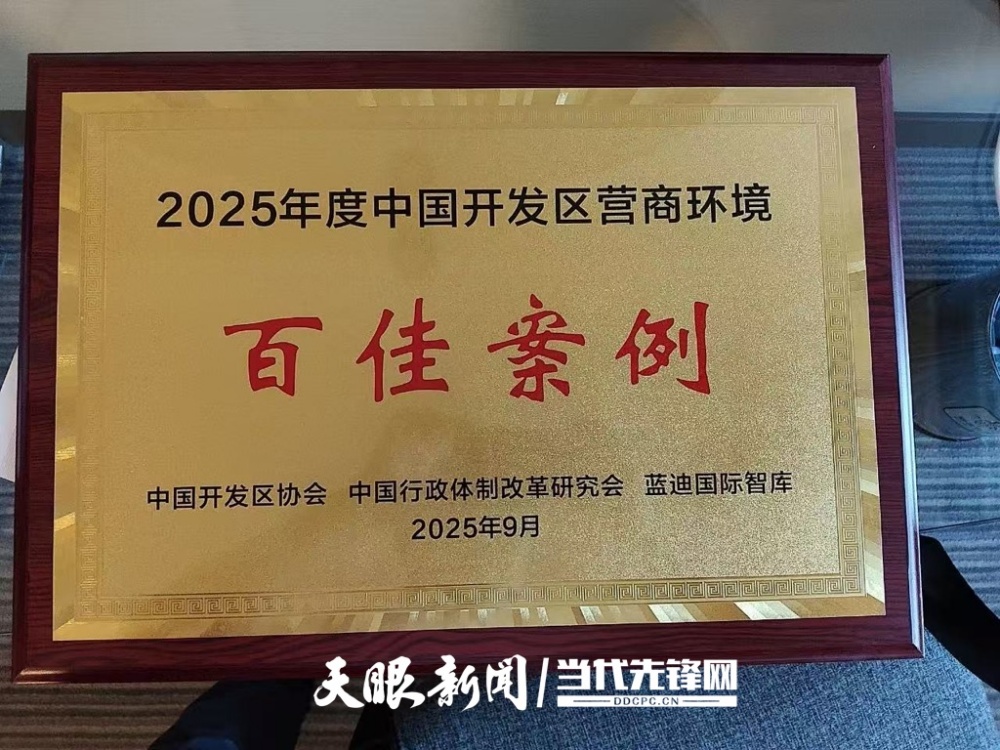 2025年度中国开发区营商环境
百佳案例
中国开发区协会 中国行政体制改革研究会 蓝迪国际智库
2025年9月
天眼新闻/当代先锋网
DDCPC.CN